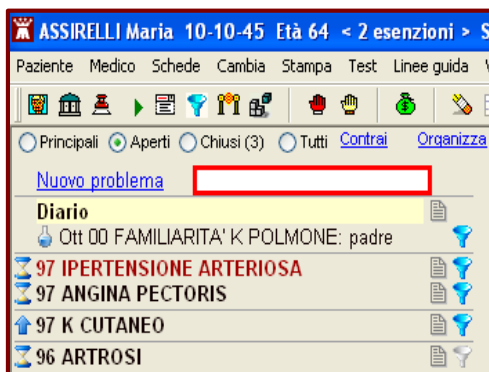 ASSIRELLI Maria 10-10-45 Età 64 < 2 esenzioni > S
Paziente Medico Schede Cambia Stampa Test Linee guida
Principali Aperti Chiusi (3) Tutti Contrai Organizza
Nuovo problema
Diario
Ott 00 FAMILIARITA' K POLMONE: padre
97 IPERTENSIONE ARTERIOSA
97 ANGINA PECTORIS
97 K CUTANEO
96 ARTROSI